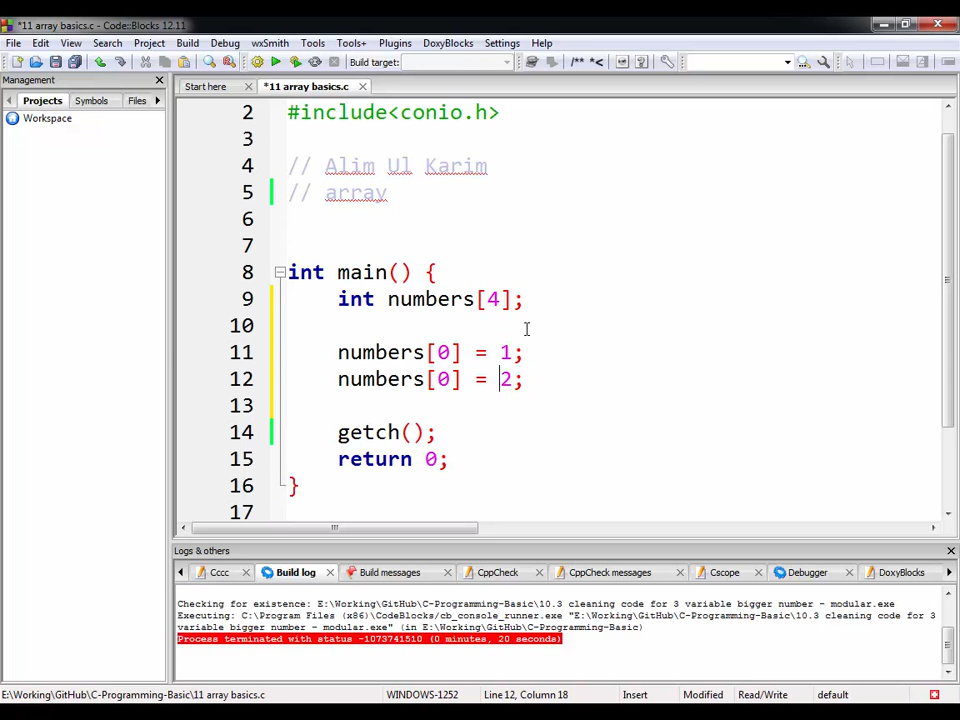 *11 array basics.c - Code::Blocks 12.11
File Edit View Search Project Build Debug wxSmith Tools Tools+ Plugins DoxyBlocks Settings Help
Build target:
/** *<
Management
Projects Symbols Files
Workspace
Start here *11 array basics.c
2 #include<conio.h>
3
4 // Alim Ul Karim
5 // array
6
7
8 int main() {
9 int numbers[4];
10
11 numbers[0] = 1;
12 numbers[0] = 2;
13
14 getch();
15 return 0;
16 }
17
Logs & others
Cccc Build log Build messages CppCheck CppCheck messages Cscope Debugger DoxyBlocks
Checking for existence: E:\Working\GitHub\C-Programming-Basic\10.3 cleaning code for 3 variable bigger number - modular.exe
Executing: C:\Program Files (x86)\CodeBlocks/cb_console_runner.exe "E:\Working\GitHub\C-Programming-Basic\10.3 cleaning code for 3
variable bigger number - modular.exe" (in E:\Working\GitHub\C-Programming-Basic)
Process terminated with status -1073741510 (0 minutes, 20 seconds)
E:\Working\GitHub\C-Programming-Basic\11 array basics.c WINDOWS-1252 Line 12, Column 18 Insert Modified Read/Write default